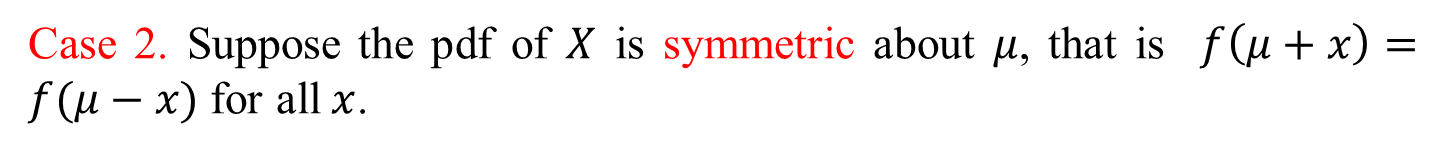 Case 2. Suppose the pdf of 𝑋 is symmetric about 𝜇, that is 𝑓(𝜇 + 𝑥) =
𝑓(𝜇 − 𝑥) for all 𝑥.